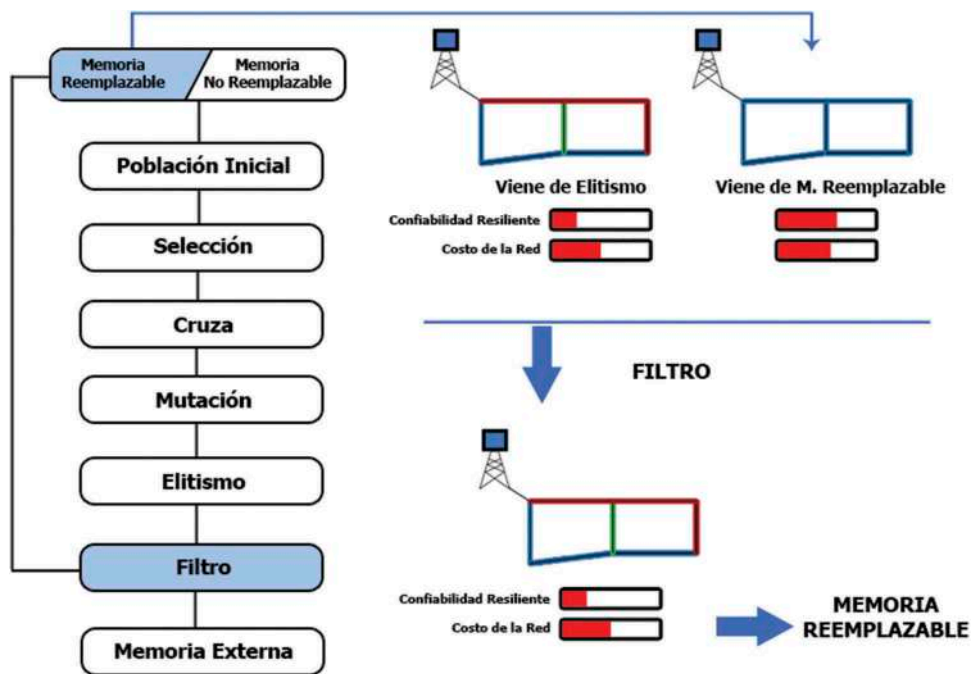 Memoria
Reemplazable
Memoria
No Reemplazable
Población Inicial
Selección
Cruza
Mutación
Elitismo
Filtro
Memoria Externa
Viene de Elitismo
Viene de M. Reemplazable
Confiabilidad Resiliente
Costo de la Red
FILTRO
Confiabilidad Resiliente
Costo de la Red
MEMORIA
REEMPLAZABLE